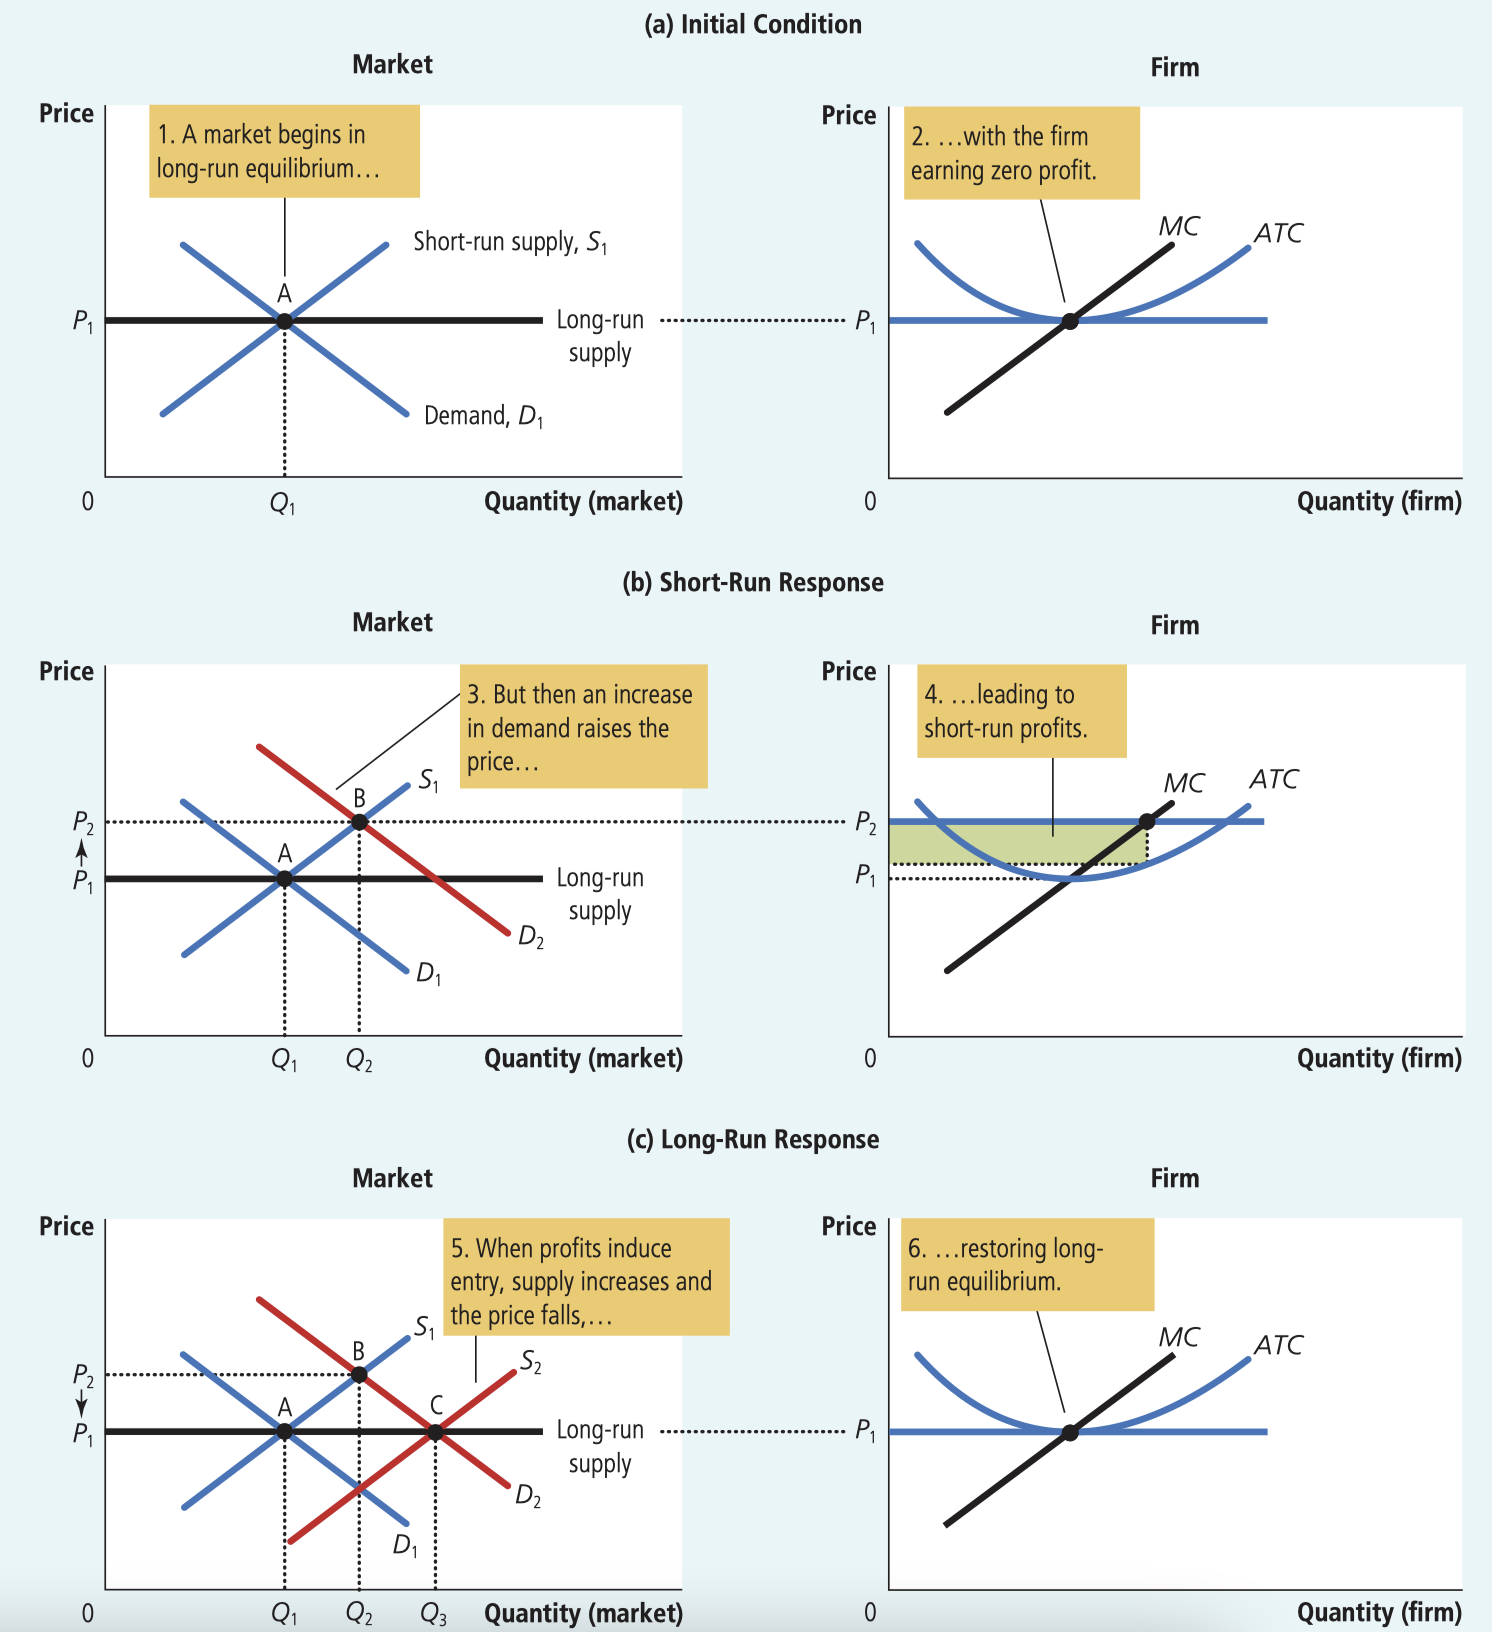 (a) Initial Condition
Market
Firm
Price
1. A market begins in
long-run equilibrium…
Short-run supply, S₁
A
P₁
Long-run
supply
Demand, D₁
0
Q₁
Quantity (market)
Price
2. …with the firm
earning zero profit.
MC
ATC
P₁
0
Quantity (firm)
(b) Short-Run Response
Market
Firm
Price
3. But then an increase
in demand raises the
price…
S₁
B
P₂
A
P₁
Long-run
supply
D₂
D₁
0
Q₁
Q₂
Quantity (market)
Price
4. …leading to
short-run profits.
MC
ATC
P₂
P₁
0
Quantity (firm)
(c) Long-Run Response
Market
Firm
Price
5. When profits induce
entry, supply increases and
the price falls,…
S₁
B
S₂
P₂
A
C
P₁
Long-run
supply
D₂
D₁
0
Q₁
Q₂
Q₃
Quantity (market)
Price
6. …restoring long-
run equilibrium.
MC
ATC
P₁
0
Quantity (firm)